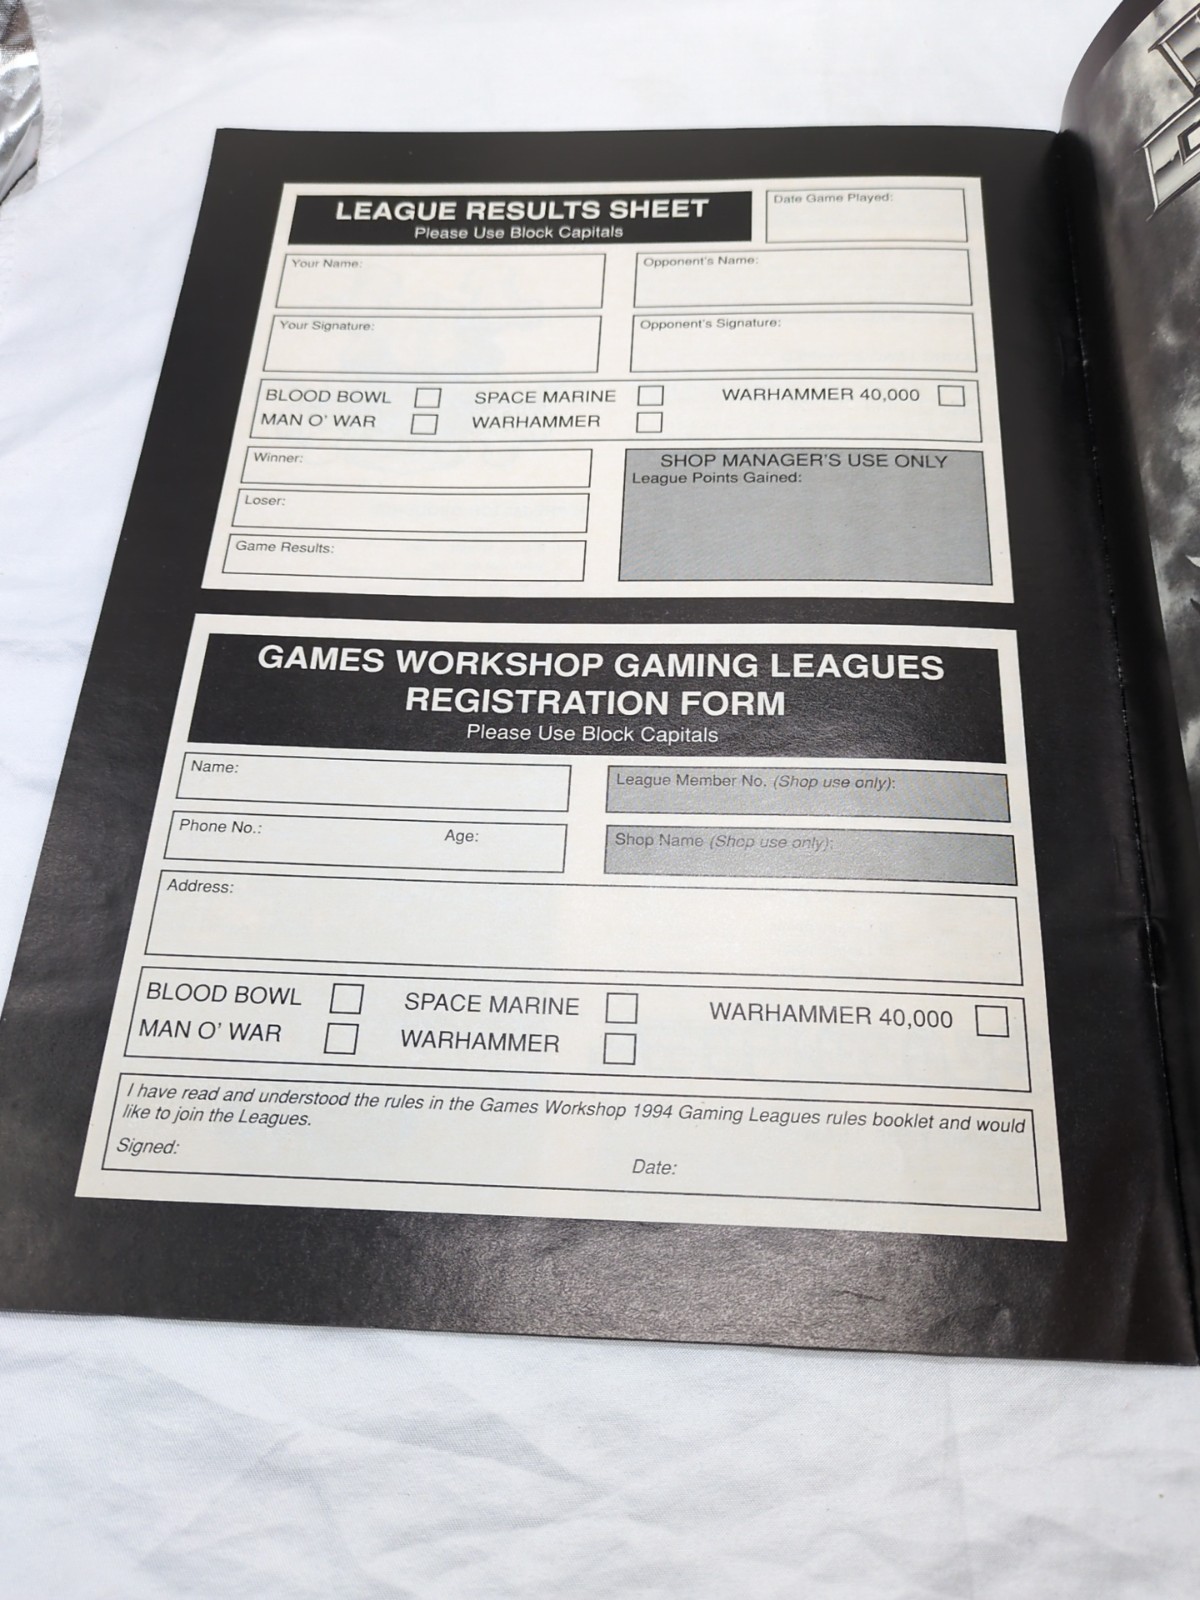 LEAGUE RESULTS SHEET
Please Use Block Capitals
Date Game Played:
Your Name:
Opponent's Name:
Your Signature:
Opponent's Signature:
BLOOD BOWL SPACE MARINE WARHAMMER 40,000
MAN O' WAR WARHAMMER
Winner:
Loser:
Game Results:
SHOP MANAGER'S USE ONLY
League Points Gained:
GAMES WORKSHOP GAMING LEAGUES
REGISTRATION FORM
Please Use Block Capitals
Name:
League Member No. (Shop use only):
Phone No.: Age:
Shop Name (Shop use only):
Address:
BLOOD BOWL SPACE MARINE WARHAMMER 40,000
MAN O' WAR WARHAMMER
I have read and understood the rules in the Games Workshop 1994 Gaming Leagues rules booklet and would
like to join the Leagues.
Signed:
Date: